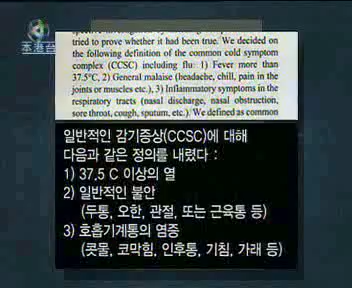 本港台
tried to prove whether it had been true. We decided on
the following definition of the common cold symptom
complex (CCSC) including flu: 1) Fever more than
37.5°C, 2) General malaise (headache, chill, pain in the
joints or muscles etc.), 3) Inflammatory symptoms in the
respiratory tracts (nasal discharge, nasal obstruction,
sore throat, cough, sputum, etc.). We defined as common
일반적인 감기증상(CCSC)에 대해
다음과 같은 정의를 내렸다 :
1) 37.5 C 이상의 열
2) 일반적인 불안
(두통, 오한, 관절, 또는 근육통 등)
3) 호흡기계통의 염증
(콧물, 코막힘, 인후통, 기침, 가래 등)